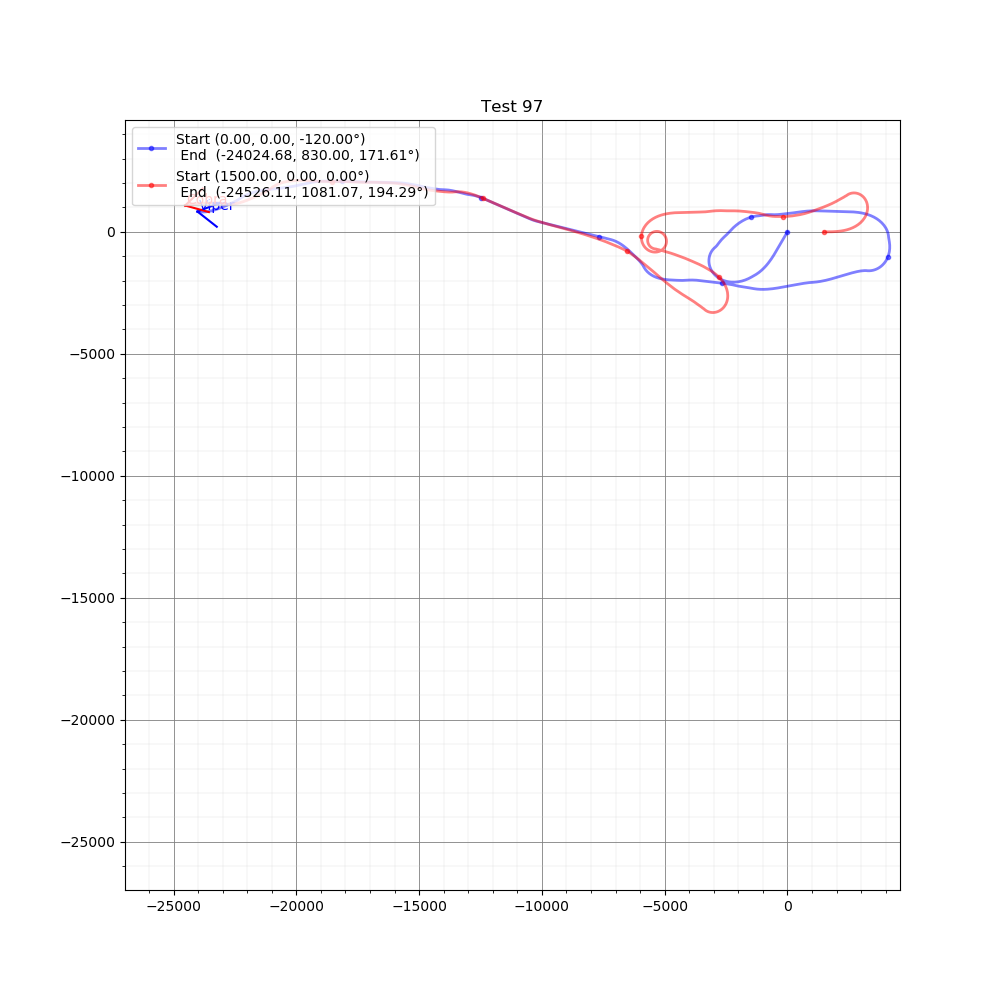 Test 97
Start (0.00, 0.00, -120.00°)
End (-24024.68, 830.00, 171.61°)
Start (1500.00, 0.00, 0.00°)
End (-24526.11, 1081.07, 194.29°)
0
−5000
−10000
−15000
−20000
−25000
−25000 −20000 −15000 −10000 −5000 0